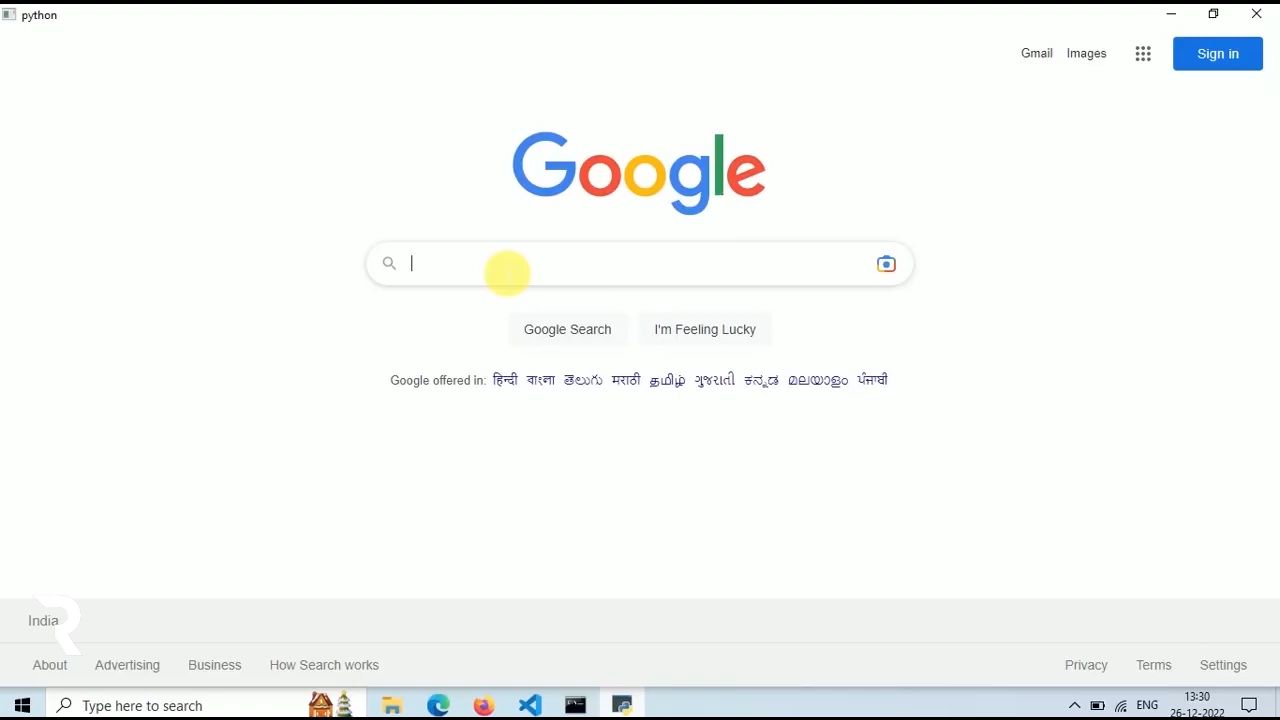 python
Gmail Images Sign in
Google
Google Search I'm Feeling Lucky
Google offered in: हिन्दी বাংলা తెలుగు मराठी தமிழ் ગુજરાતી ಕನ್ನಡ മലയാളം ਪੰਜਾਬੀ
India
About Advertising Business How Search works Privacy Terms Settings
Type here to search ENG 13:30
26-12-2022